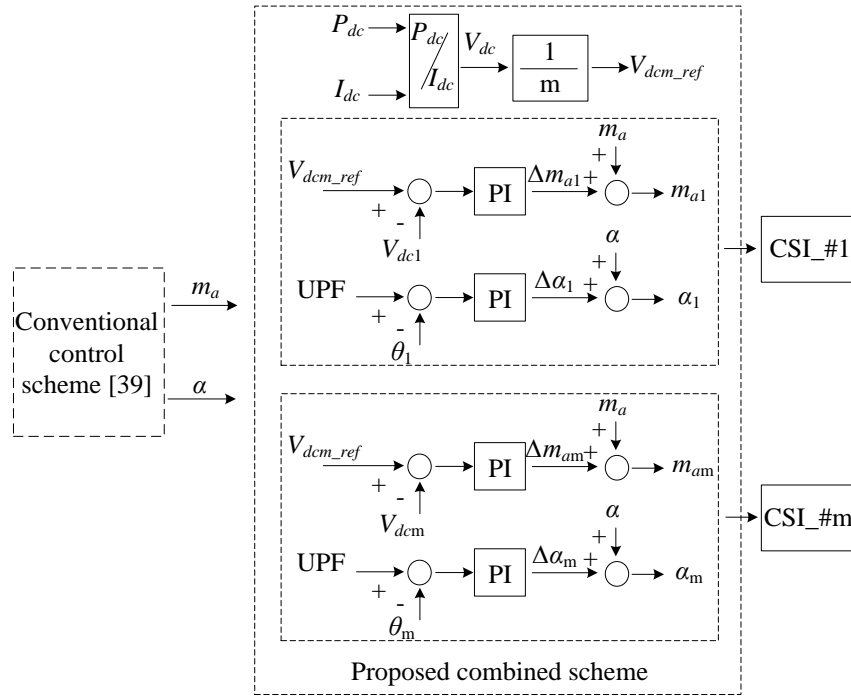 P_dc
I_dc
P_dc / I_dc
V_dc
1
m
V_dcm_ref
m_a
V_dcm_ref
+
-
V_dc1
PI
Δm_a1
+
+
m_a1
α
UPF
+
-
θ_1
PI
Δα_1
+
+
α_1
CSI_#1
Conventional
control
scheme [39]
m_a
α
m_a
V_dcm_ref
+
-
V_dcm
PI
Δm_am
+
+
m_am
α
UPF
+
-
θ_m
PI
Δα_m
+
+
α_m
CSI_#m
Proposed combined scheme